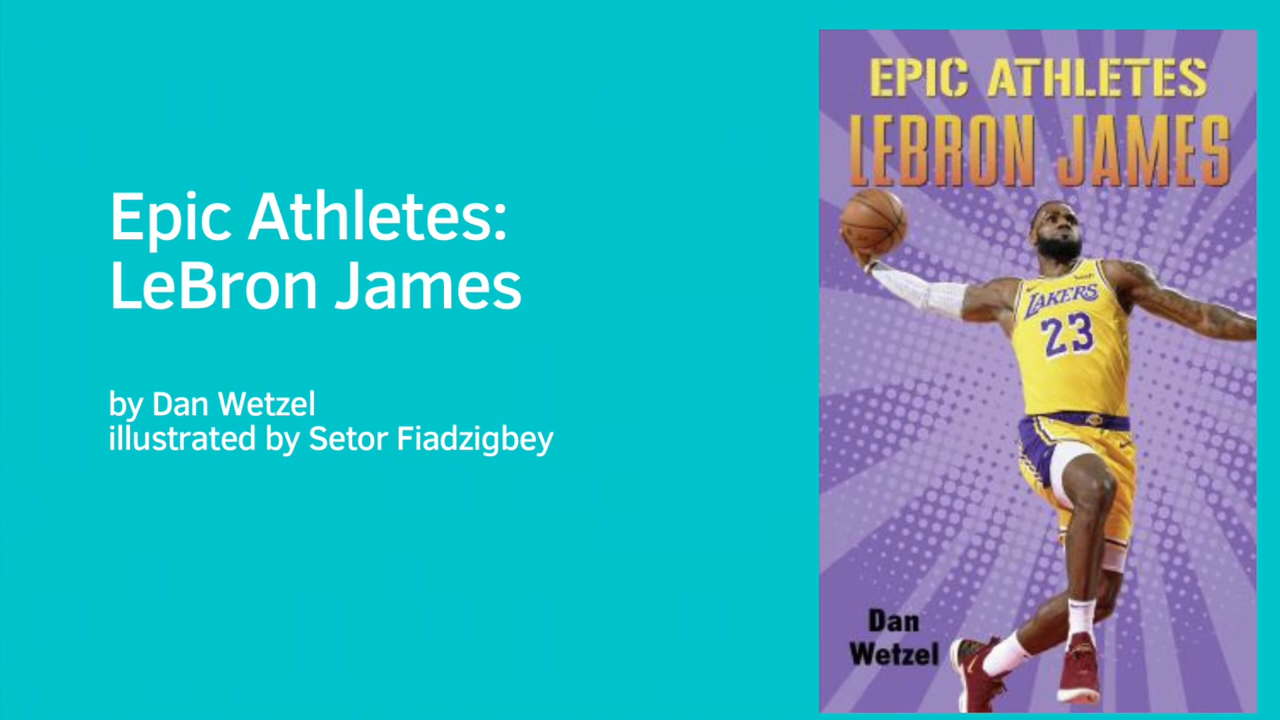 Epic Athletes:
LeBron James
by Dan Wetzel
illustrated by Setor Fiadzigbey
EPIC ATHLETES
LEBRON JAMES
LAKERS
23
Dan
Wetzel